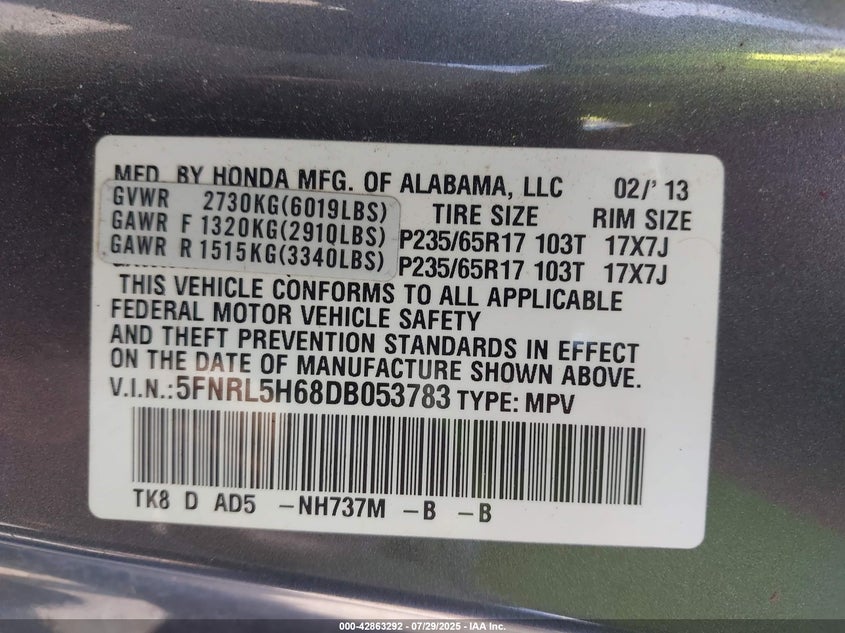 MFD. BY HONDA MFG. OF ALABAMA, LLC 02/'13
GVWR 2730KG(6019LBS) TIRE SIZE RIM SIZE
GAWR F 1320KG(2910LBS) P235/65R17 103T 17X7J
GAWR R 1515KG(3340LBS) P235/65R17 103T 17X7J
THIS VEHICLE CONFORMS TO ALL APPLICABLE
FEDERAL MOTOR VEHICLE SAFETY
AND THEFT PREVENTION STANDARDS IN EFFECT
ON THE DATE OF MANUFACTURE SHOWN ABOVE.
V.I.N.:5FNRL5H68DB053783 TYPE: MPV
TK8 D AD5 -NH737M -B -B
000-42863292 - 07/29/2025 - IAA Inc.